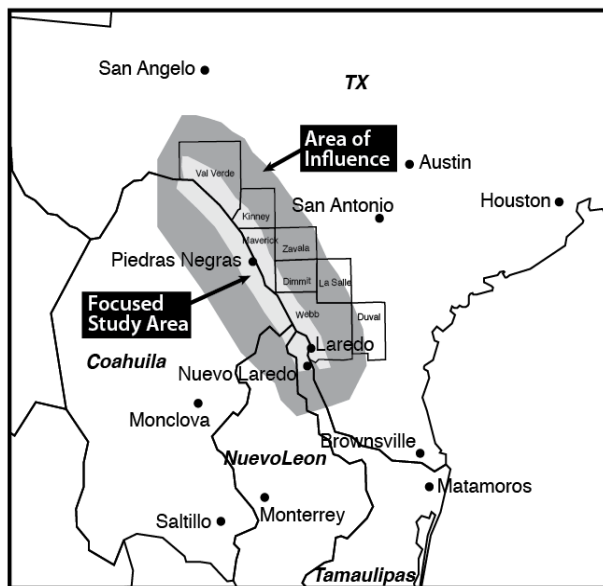 San Angelo
TX
Area of
Influence
Austin
Val Verde
Houston
San Antonio
Kinney
Maverick
Zavala
Piedras Negras
Dimmit
La Salle
Focused
Study Area
Webb
Duval
Laredo
Coahuila
Nuevo Laredo
Monclova
Brownsville
NuevoLeon
Matamoros
Monterrey
Saltillo
Tamaulipas